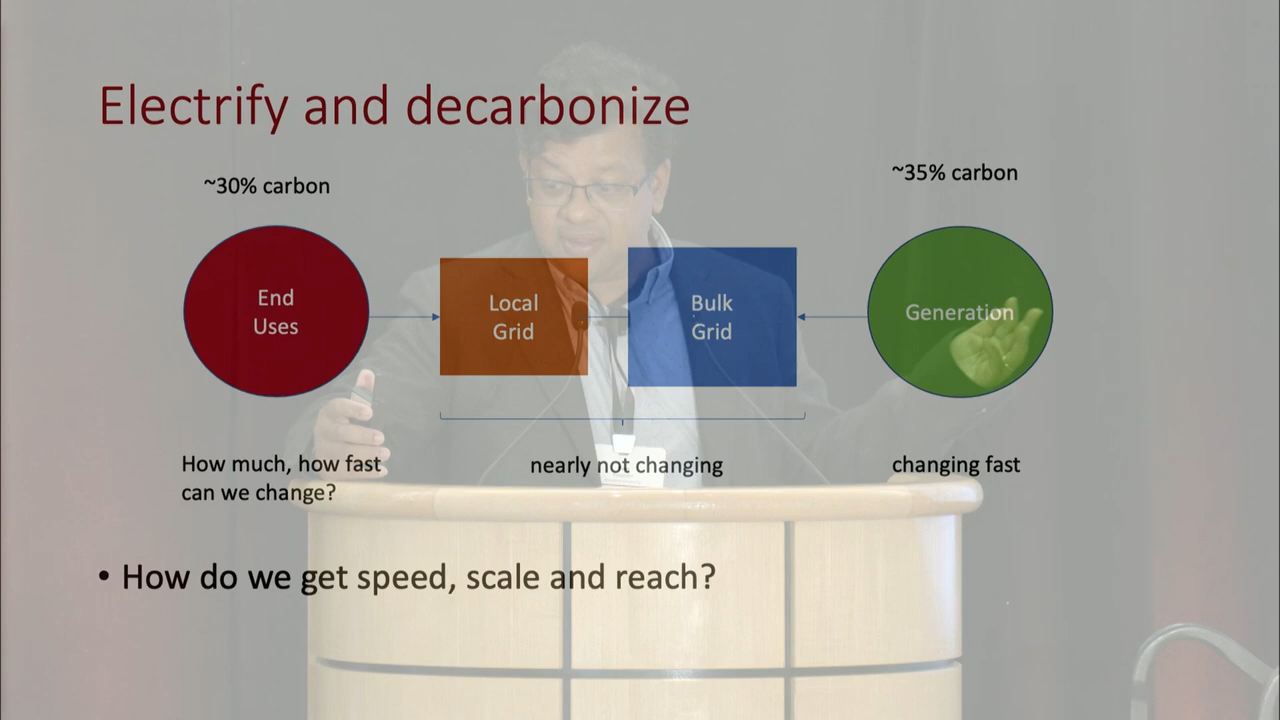 Electrify and decarbonize
~30% carbon
~35% carbon
End
Uses
Local
Grid
Bulk
Grid
Generation
How much, how fast
can we change?
nearly not changing
changing fast
• How do we get speed, scale and reach?